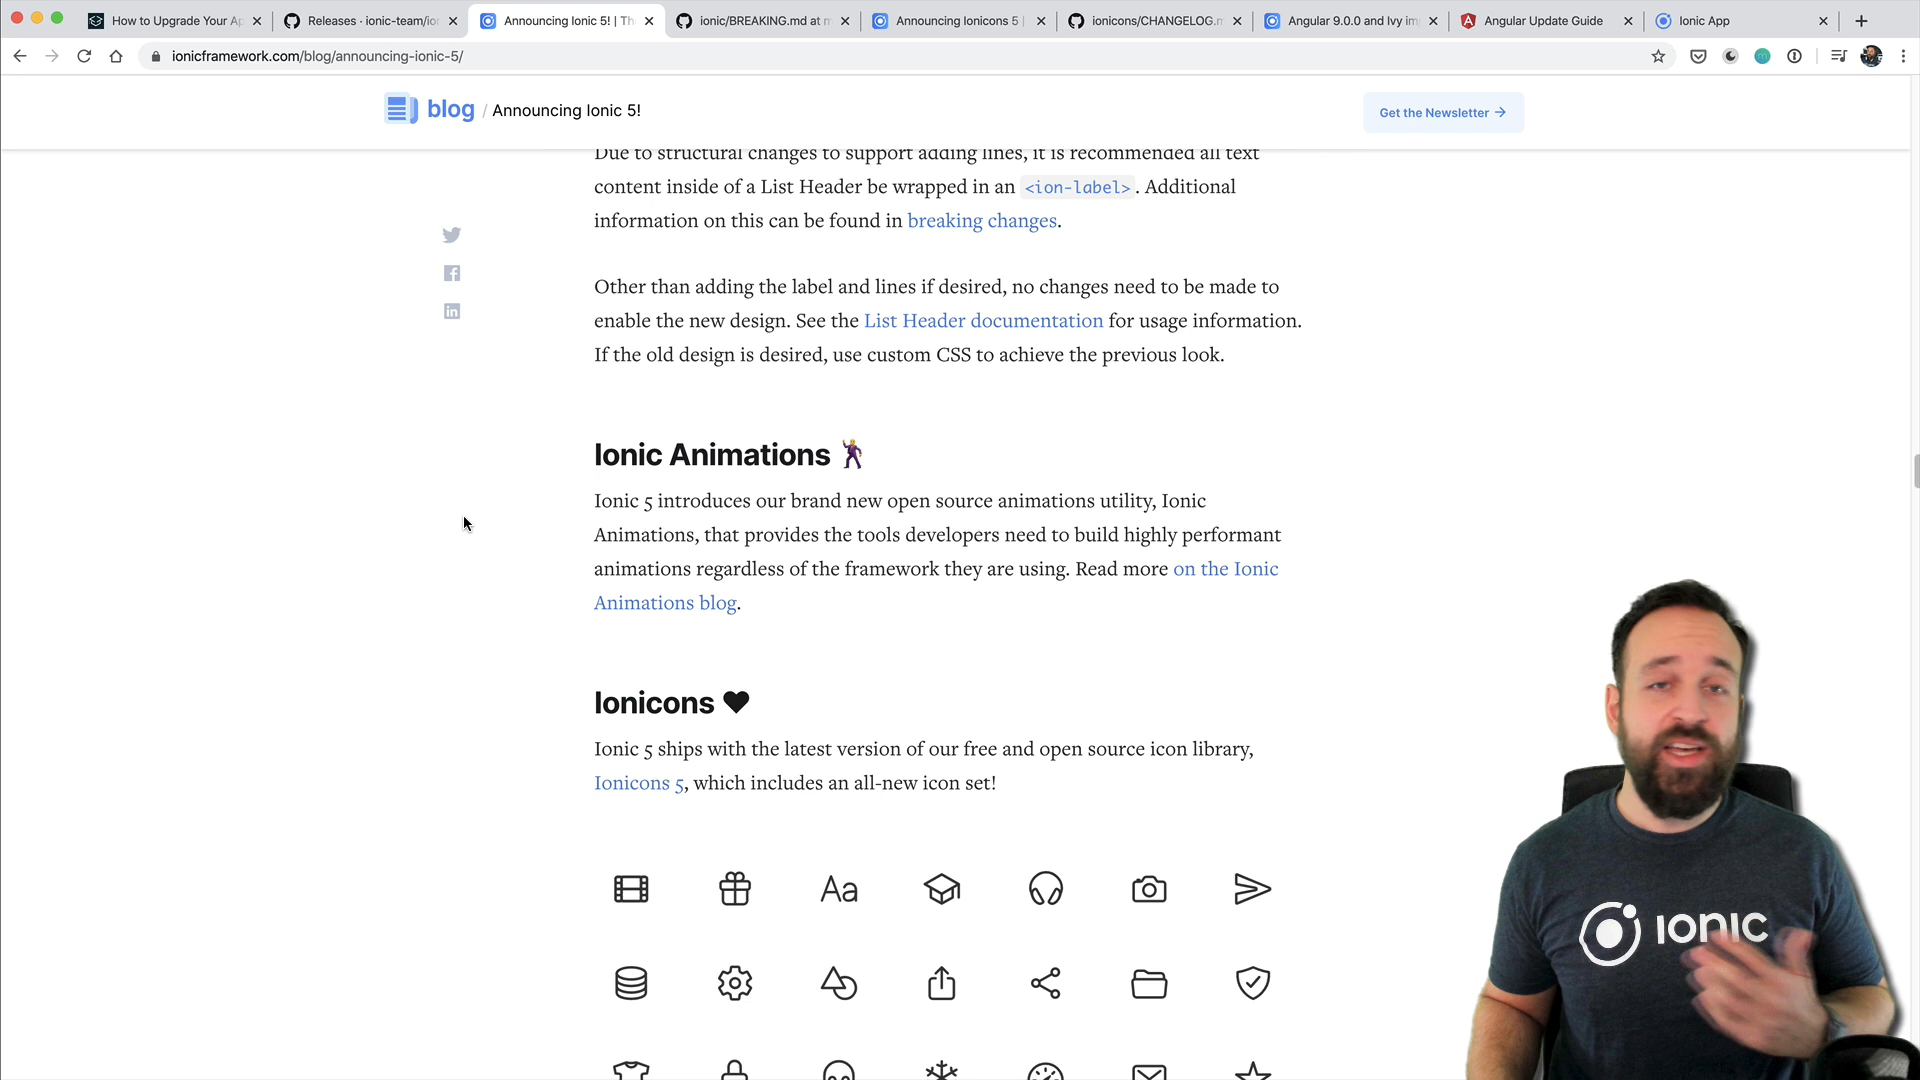 How to Upgrade Your Ap
Releases · ionic-team/io
Announcing Ionic 5! | Th
ionic/BREAKING.md at m
Announcing Ionicons 5 |
ionicons/CHANGELOG.m
Angular 9.0.0 and Ivy im
Angular Update Guide
Ionic App
ionicframework.com/blog/announcing-ionic-5/
blog / Announcing Ionic 5!
Get the Newsletter →
Due to structural changes to support adding lines, it is recommended all text
content inside of a List Header be wrapped in an <ion-label>. Additional
information on this can be found in breaking changes.
Other than adding the label and lines if desired, no changes need to be made to
enable the new design. See the List Header documentation for usage information.
If the old design is desired, use custom CSS to achieve the previous look.
Ionic Animations
Ionic 5 introduces our brand new open source animations utility, Ionic
Animations, that provides the tools developers need to build highly performant
animations regardless of the framework they are using. Read more on the Ionic
Animations blog.
Ionicons
Ionic 5 ships with the latest version of our free and open source icon library,
Ionicons 5, which includes an all-new icon set!
Aa
IONIC